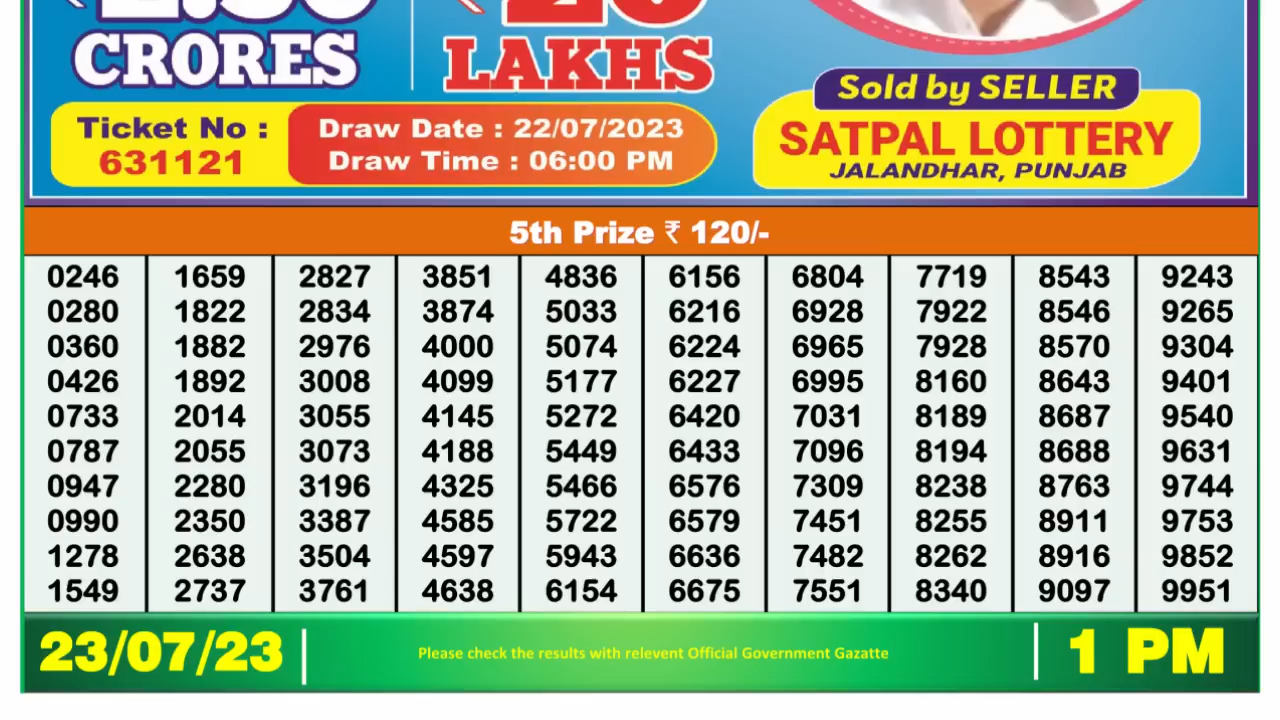 CRORES
LAKHS
Sold by SELLER
Ticket No :
631121
Draw Date : 22/07/2023
Draw Time : 06:00 PM
SATPAL LOTTERY
JALANDHAR, PUNJAB
5th Prize ₹ 120/-
0246 1659 2827 3851 4836 6156 6804 7719 8543 9243
0280 1822 2834 3874 5033 6216 6928 7922 8546 9265
0360 1882 2976 4000 5074 6224 6965 7928 8570 9304
0426 1892 3008 4099 5177 6227 6995 8160 8643 9401
0733 2014 3055 4145 5272 6420 7031 8189 8687 9540
0787 2055 3073 4188 5449 6433 7096 8194 8688 9631
0947 2280 3196 4325 5466 6576 7309 8238 8763 9744
0990 2350 3387 4585 5722 6579 7451 8255 8911 9753
1278 2638 3504 4597 5943 6636 7482 8262 8916 9852
1549 2737 3761 4638 6154 6675 7551 8340 9097 9951
23/07/23
Please check the results with relevent Official Government Gazatte
1 PM